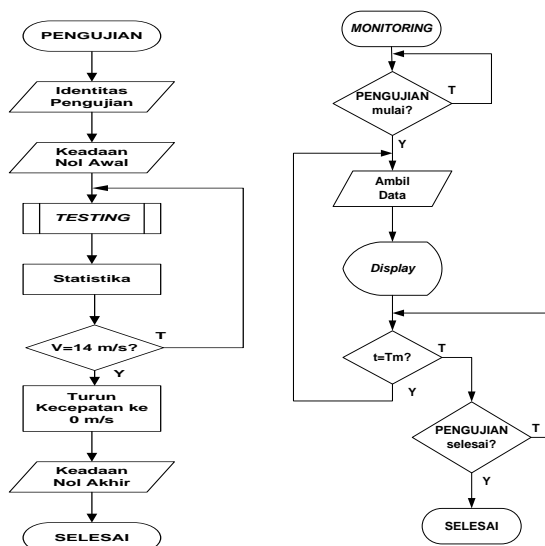 PENGUJIAN
Identitas
Pengujian
Keadaan
Nol Awal
TESTING
Statistika
V=14 m/s?
T
Y
Turun
Kecepatan ke
0 m/s
Keadaan
Nol Akhir
SELESAI
MONITORING
PENGUJIAN
mulai?
T
Y
Ambil
Data
Display
t=Tm?
T
Y
PENGUJIAN
selesai?
T
Y
SELESAI